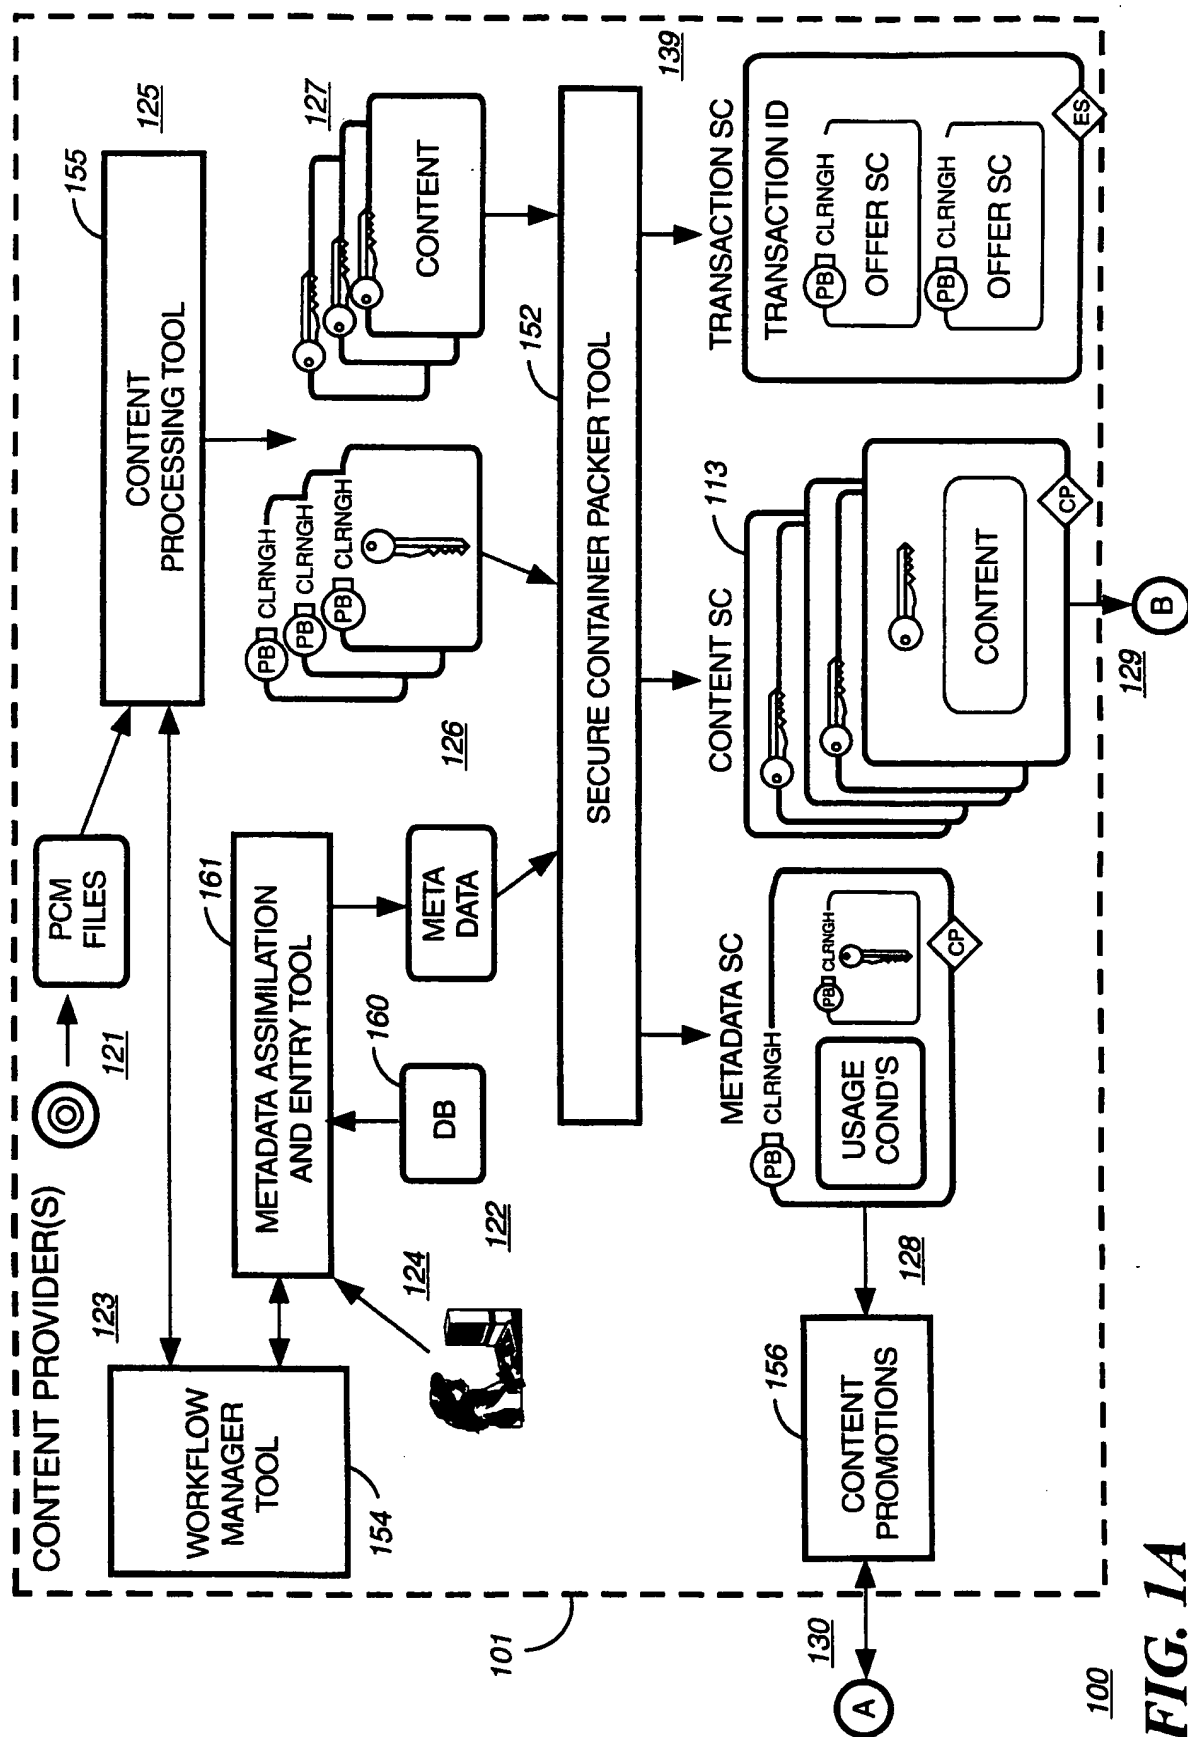 CONTENT PROVIDER(S)
123
WORKFLOW
MANAGER
TOOL
154
121
PCM
FILES
155
125
CONTENT
PROCESSING TOOL
161
METADATA ASSIMILATION
AND ENTRY TOOL
124
122
160
DB
META
DATA
126
PB CLRNGH
PB CLRNGH
PB CLRNGH
127
CONTENT
152
SECURE CONTAINER PACKER TOOL
139
METADATA SC
PB CLRNGH
USAGE
COND'S
PB CLRNGH
CP
CONTENT SC
113
CONTENT
CP
TRANSACTION SC
TRANSACTION ID
PB CLRNGH
OFFER SC
PB CLRNGH
OFFER SC
ES
128
156
CONTENT
PROMOTIONS
101
130
A
129
B
100
FIG. 1A